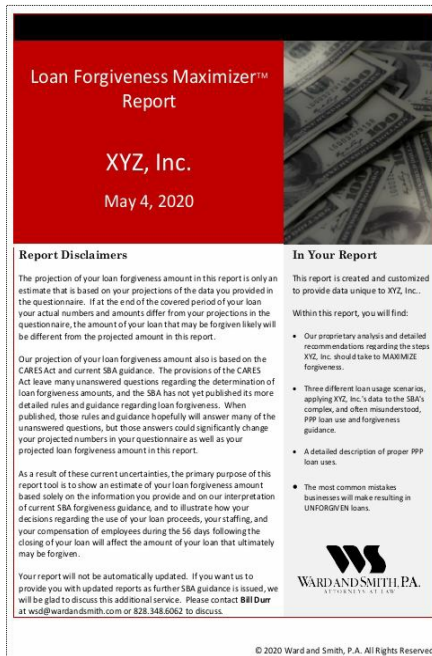 Loan Forgiveness Maximizer™
Report
XYZ, Inc.
May 4, 2020
Report Disclaimers
The projection of your loan forgiveness amount in this report is only an
estimate that is based on your projections of the data you provided in
the questionnaire. If at the end of the covered period of your loan
your actual numbers and amounts differ from your projections in the
questionnaire, the amount of your loan that may be forgiven likely will
be different from the projected amount in this report.
Our projection of your loan forgiveness amount also is based on the
CARES Act and current SBA guidance. The provisions of the CARES
Act leave many unanswered questions regarding the determination of
loan forgiveness amounts, and the SBA has not yet published its more
detailed rules and guidance regarding loan forgiveness. When
published, those rules and guidance hopefully will answer many of the
unanswered questions, but those answers could significantly change
your projected numbers in your questionnaire as well as your
projected loan forgiveness amount in this report.
As a result of these current uncertainties, the primary purpose of this
report tool is to show an estimate of your loan forgiveness amount
based solely on the information you provide and on our interpretation
of current SBA forgiveness guidance, and to illustrate how your
decisions regarding the use of your loan proceeds, your staffing, and
your compensation of employees during the 56 days following the
closing of your loan will affect the amount of your loan that ultimately
may be forgiven.
Your report will not be automatically updated. If you want us to
provide you with updated reports as further SBA guidance is issued, we
will be glad to discuss this additional service. Please contact Bill Durr
at wsd@wardandsmith.com or 828.348.6062 to discuss.
In Your Report
This report is created and customized
to provide data unique to XYZ, Inc..
Within this report, you will find:
• Our proprietary analysis and detailed
recommendations regarding the steps
XYZ, Inc. should take to MAXIMIZE
forgiveness.
• Three different loan usage scenarios,
applying XYZ, Inc.'s data to the SBA's
complex, and often misunderstood,
PPP loan use and forgiveness
guidance.
• A detailed description of proper PPP
loan uses.
• The most common mistakes
businesses will make resulting in
UNFORGIVEN loans.
WARD AND SMITH, P.A.
ATTORNEYS AT LAW
© 2020 Ward and Smith, P.A. All Rights Reserved